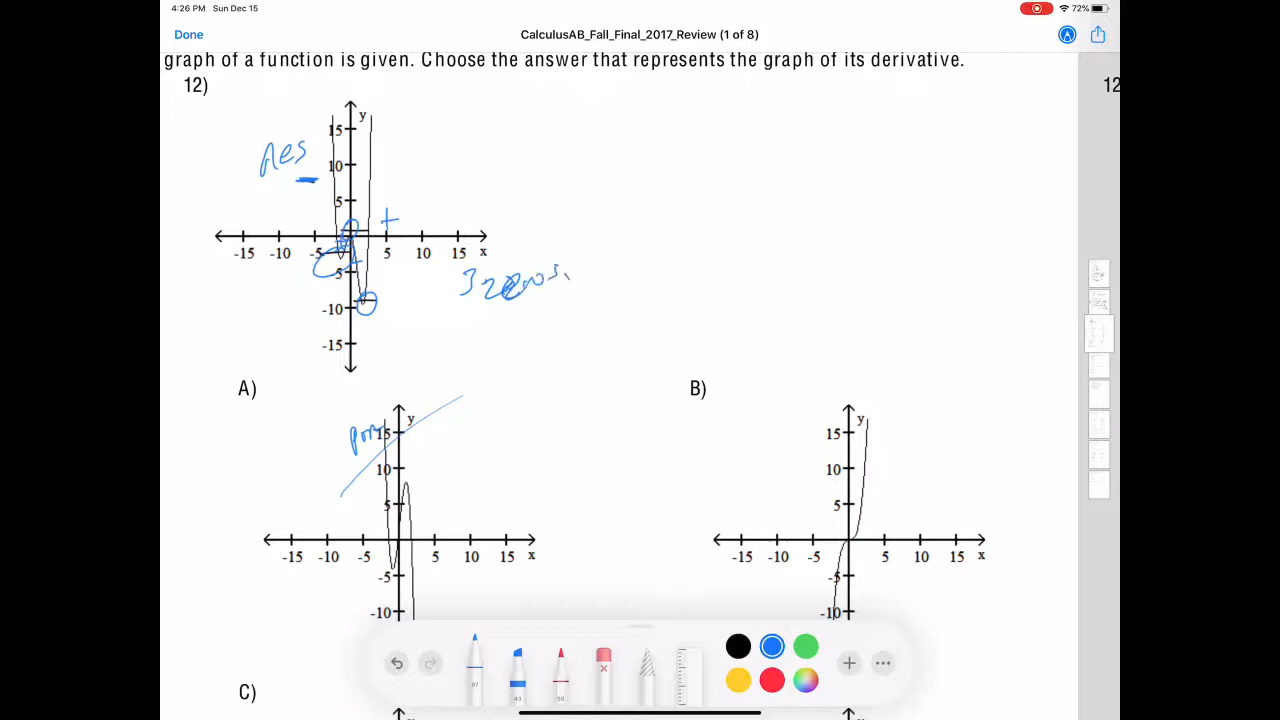 4:26 PM Sun Dec 15
72%
Done
CalculusAB_Fall_Final_2017_Review (1 of 8)
graph of a function is given. Choose the answer that represents the graph of its derivative.
12)
12
y
15
10
5
-15 -10 -5 5 10 15 x
-5
-10
-15
+
3 zeros
A)
B)
y
15
10
5
-15 -10 -5 5 10 15 x
-5
-10
y
15
10
5
-15 -10 -5 5 10 15 x
-5
-10
97
43
50
C)
y
y